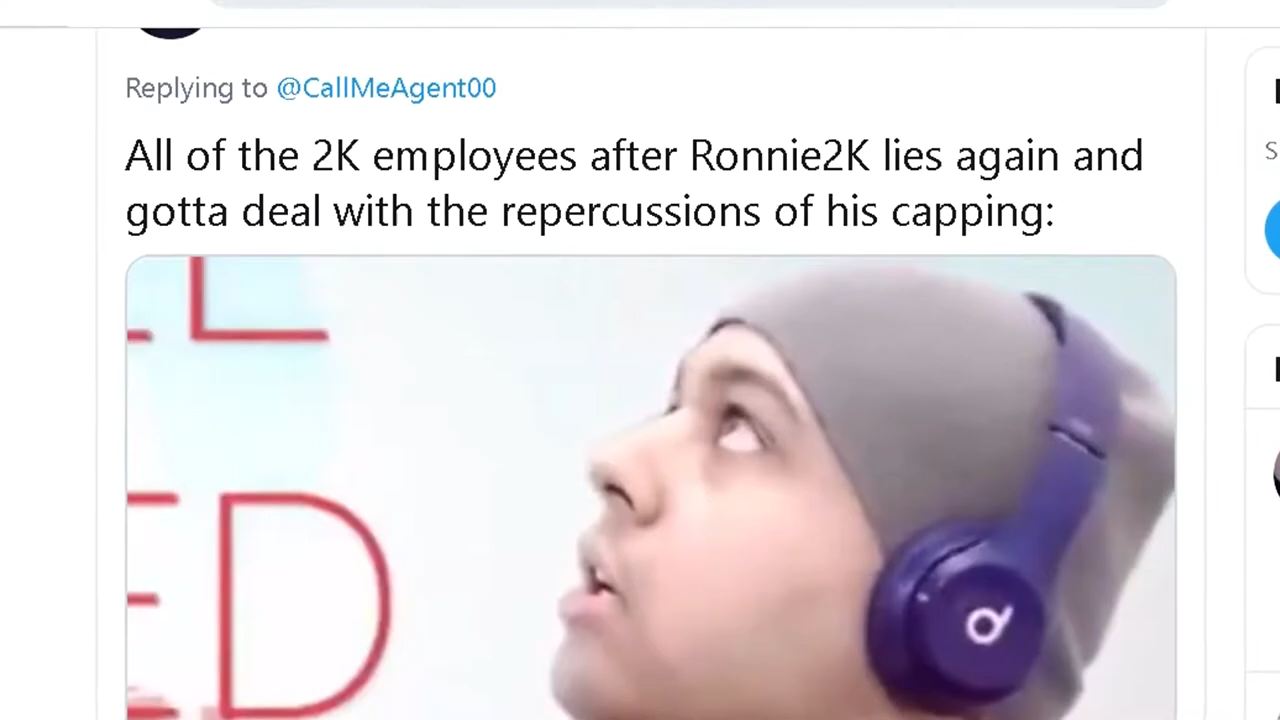 Replying to @CallMeAgent00
All of the 2K employees after Ronnie2K lies again and
gotta deal with the repercussions of his capping:
L
ED